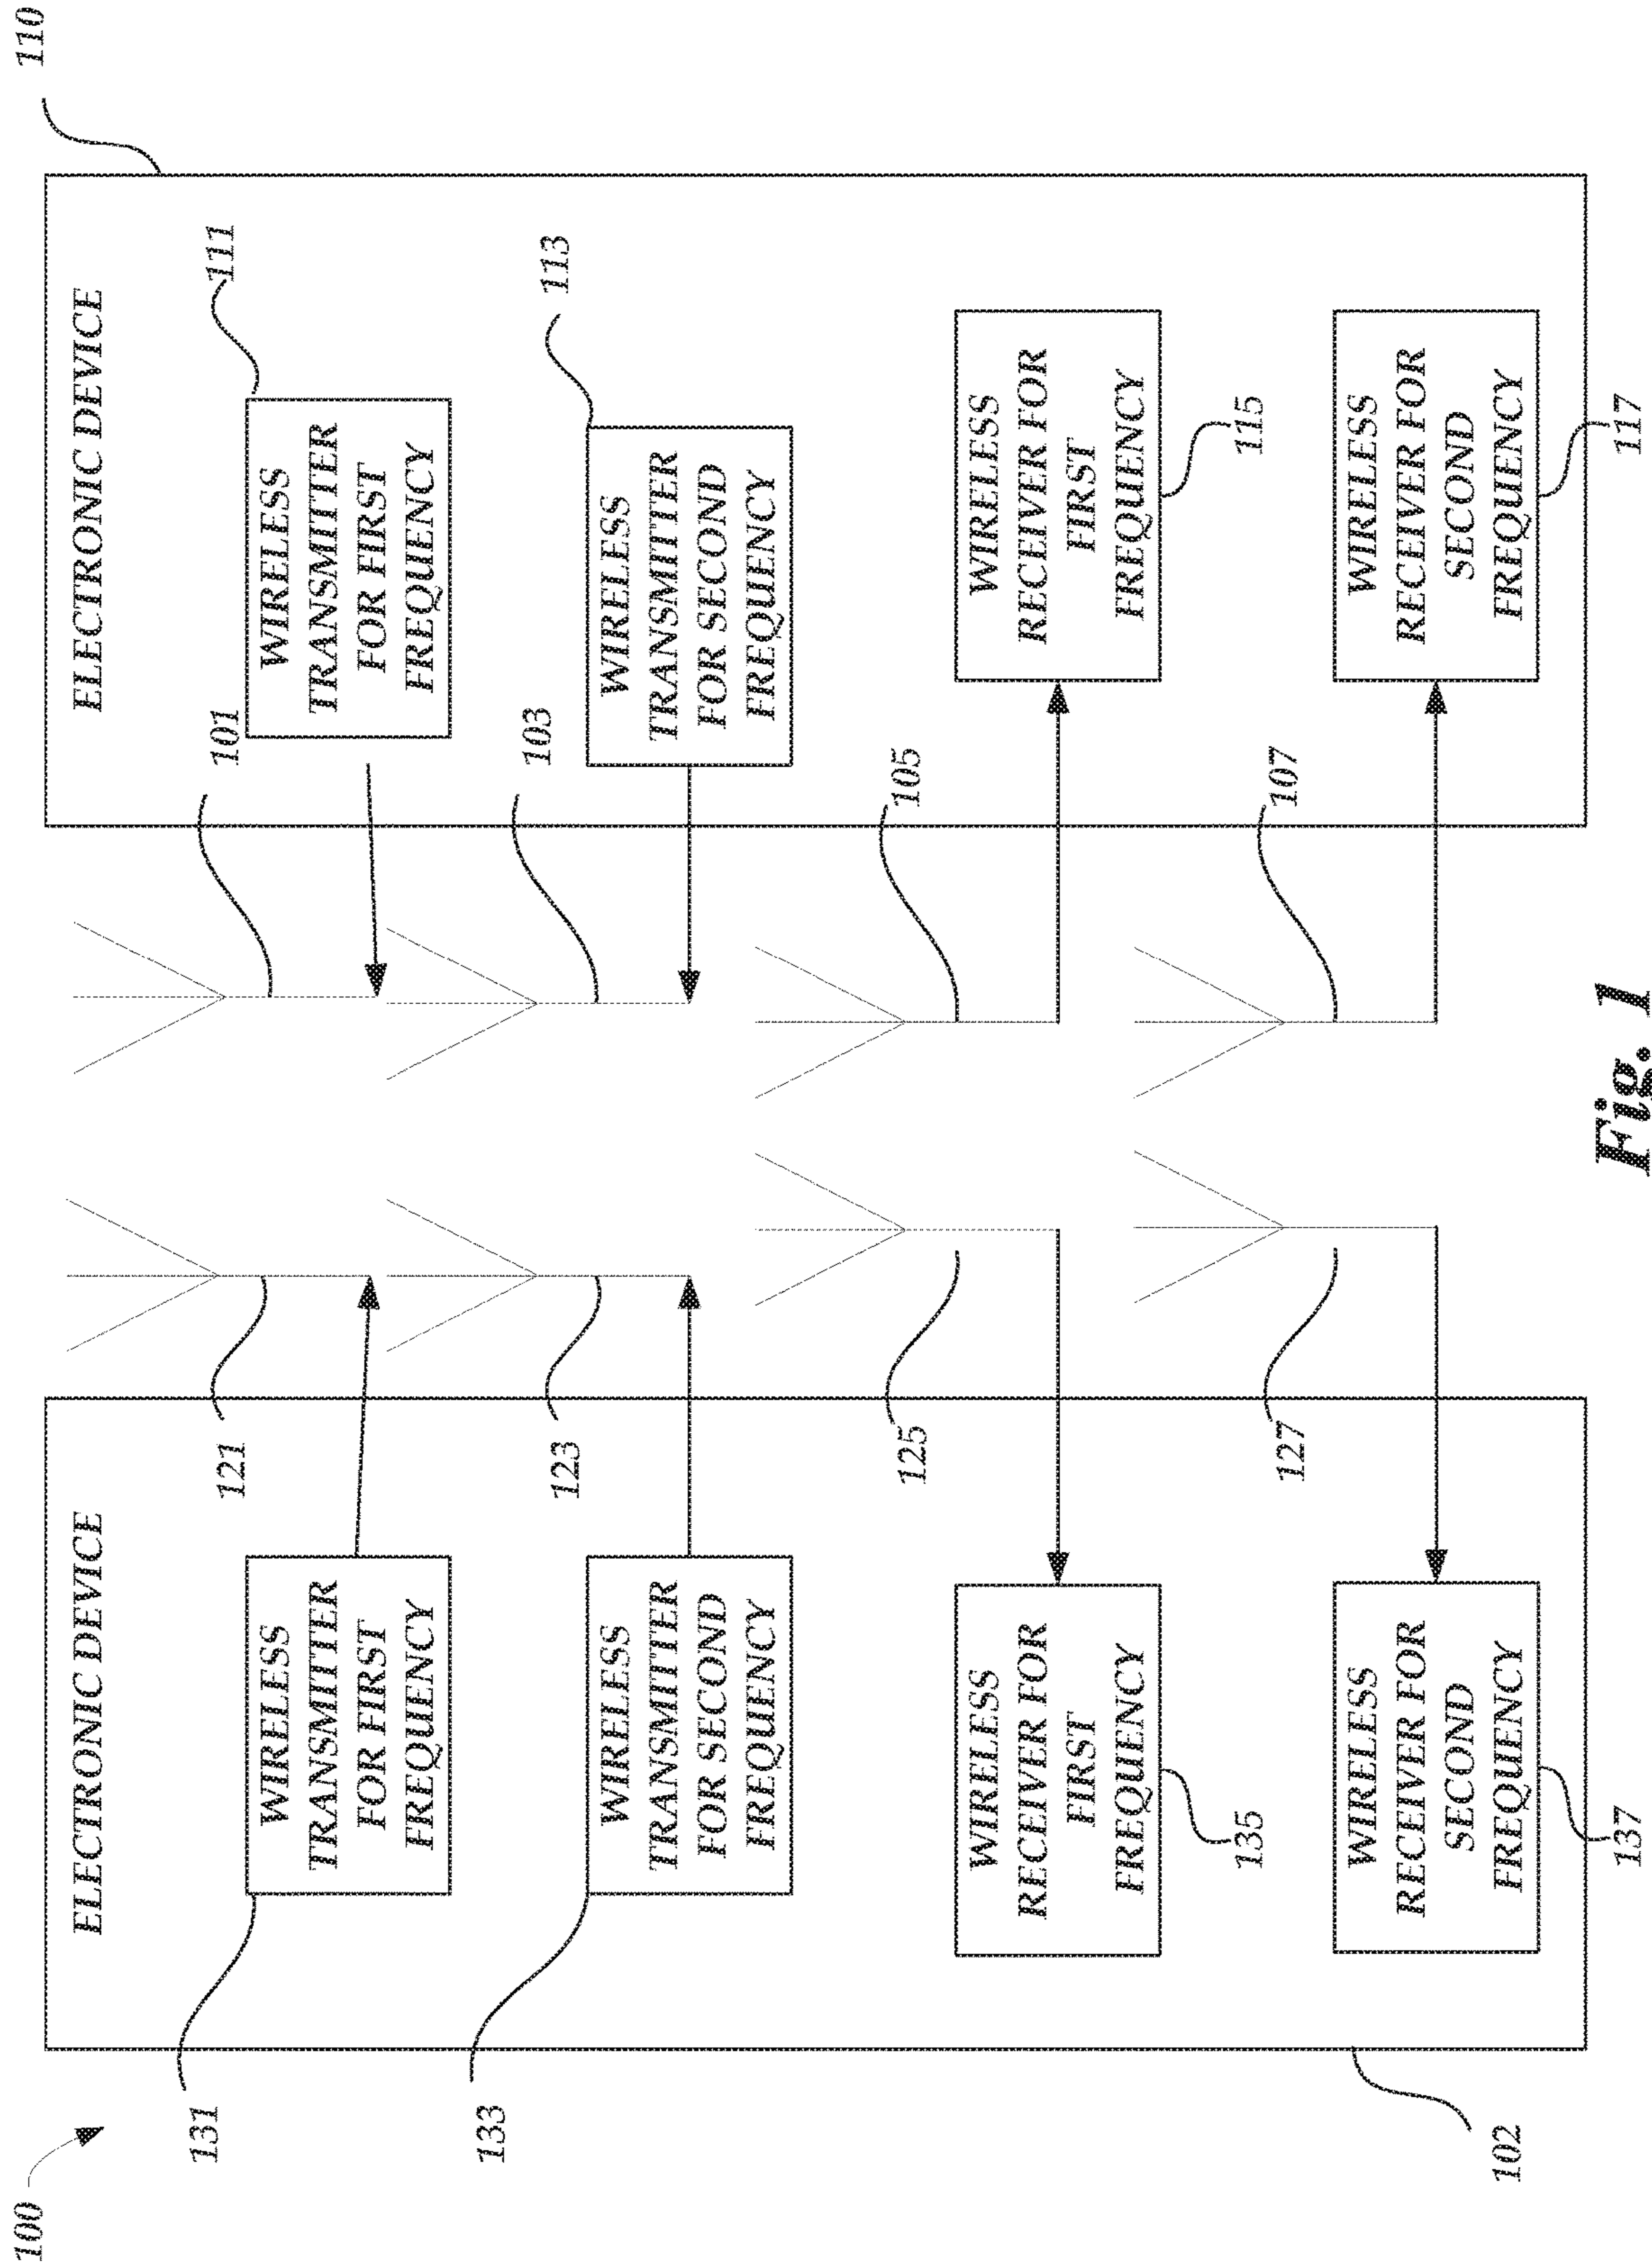 100
ELECTRONIC DEVICE
131
WIRELESS
TRANSMITTER
FOR FIRST
FREQUENCY
121
133
WIRELESS
TRANSMITTER
FOR SECOND
FREQUENCY
123
WIRELESS
RECEIVER FOR
FIRST
FREQUENCY
125
135
WIRELESS
RECEIVER FOR
SECOND
FREQUENCY
127
137
102
110
ELECTRONIC DEVICE
101
WIRELESS
TRANSMITTER
FOR FIRST
FREQUENCY
111
103
WIRELESS
TRANSMITTER
FOR SECOND
FREQUENCY
113
105
WIRELESS
RECEIVER FOR
FIRST
FREQUENCY
115
107
WIRELESS
RECEIVER FOR
SECOND
FREQUENCY
117
Fig. 1